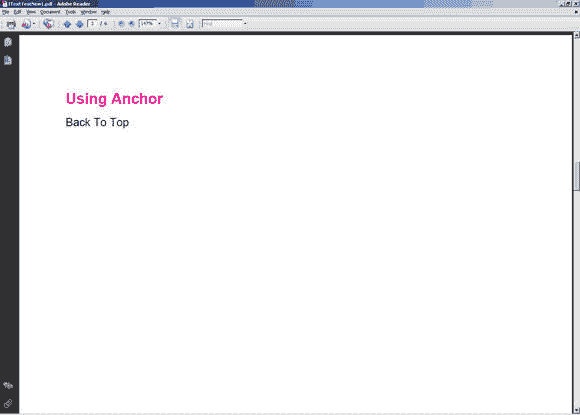 ITextTestNew1.pdf - Adobe Reader
File Edit View Document Tools Window Help
3 / 4 147% Find
Using Anchor
Back To Top